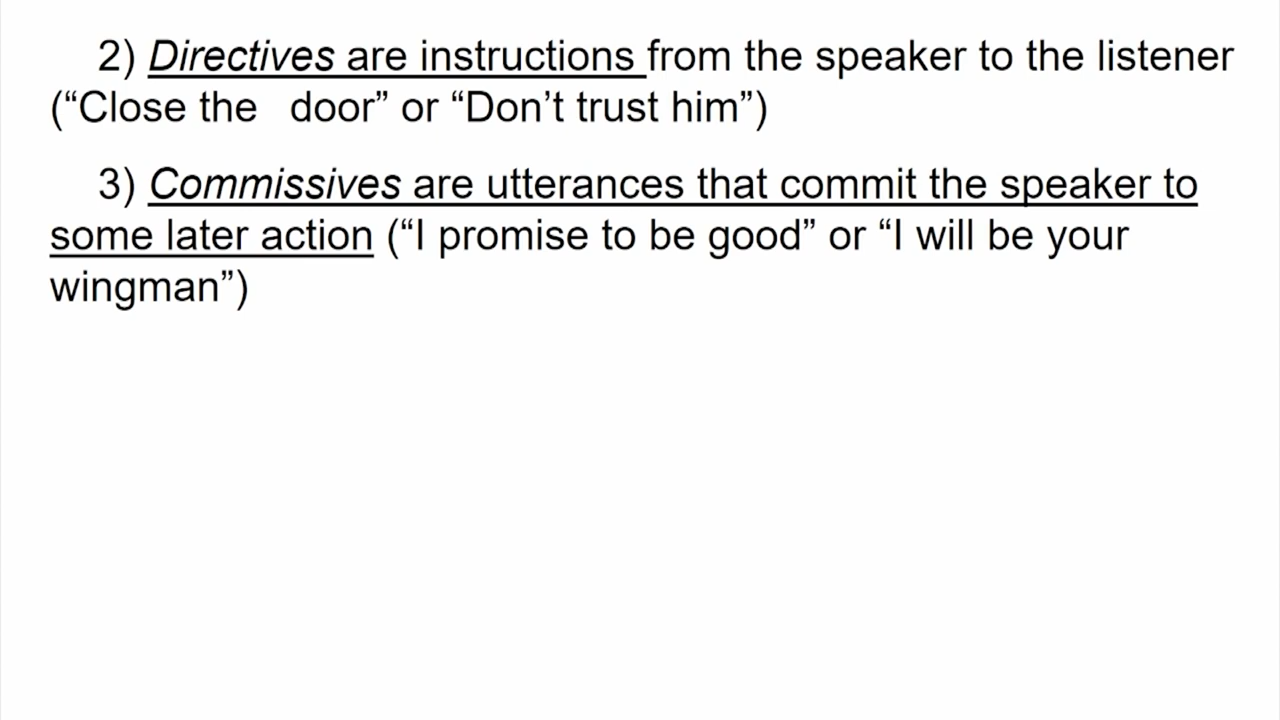 2) Directives are instructions from the speaker to the listener
(“Close the   door” or “Don’t trust him”)
3) Commissives are utterances that commit the speaker to
some later action (“I promise to be good” or “I will be your
wingman”)